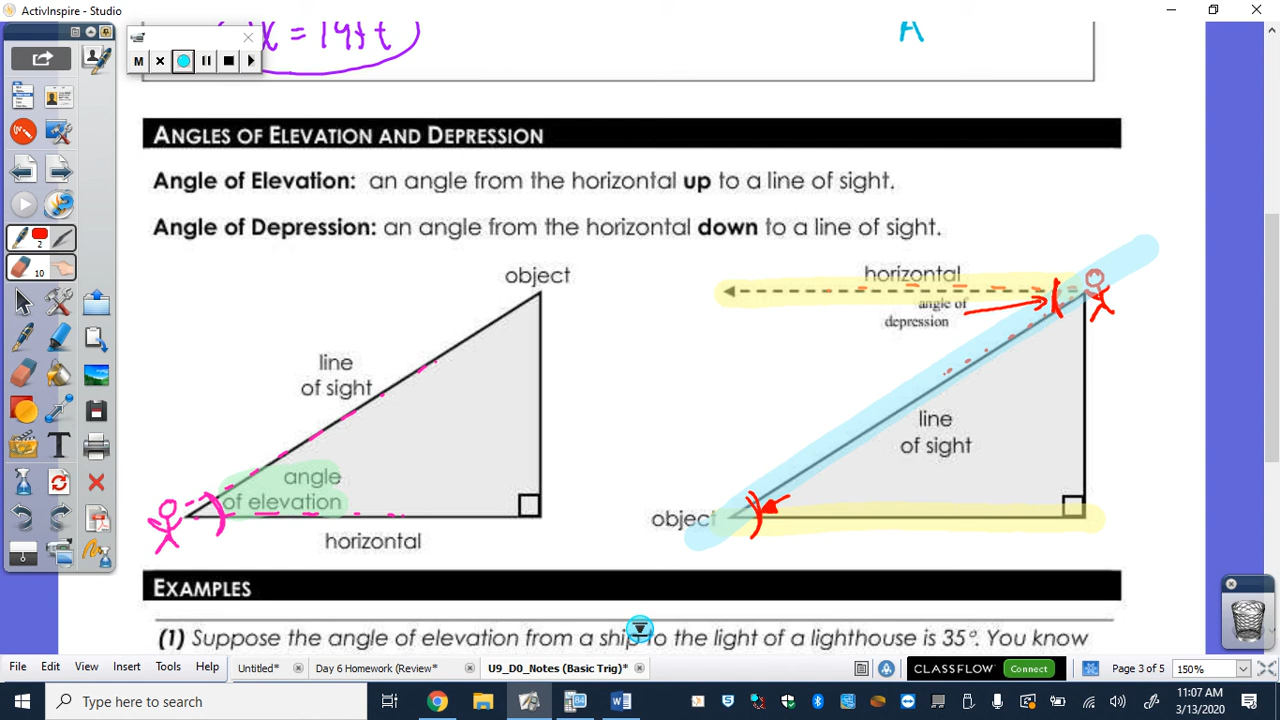 ActivInspire - Studio
x = 19ft
A
M
ANGLES OF ELEVATION AND DEPRESSION
Angle of Elevation: an angle from the horizontal up to a line of sight.
Angle of Depression: an angle from the horizontal down to a line of sight.
2
10
object
line
of sight
angle
of elevation
horizontal
horizontal
angle of
depression
line
of sight
object
EXAMPLES
(1) Suppose the angle of elevation from a ship to the light of a lighthouse is 35°. You know
File Edit View Insert Tools Help
Untitled*
Day 6 Homework (Review*
U9_D0_Notes (Basic Trig)*
CLASSFLOW
Connect
Page 3 of 5
150%
Type here to search
11:07 AM
3/13/2020